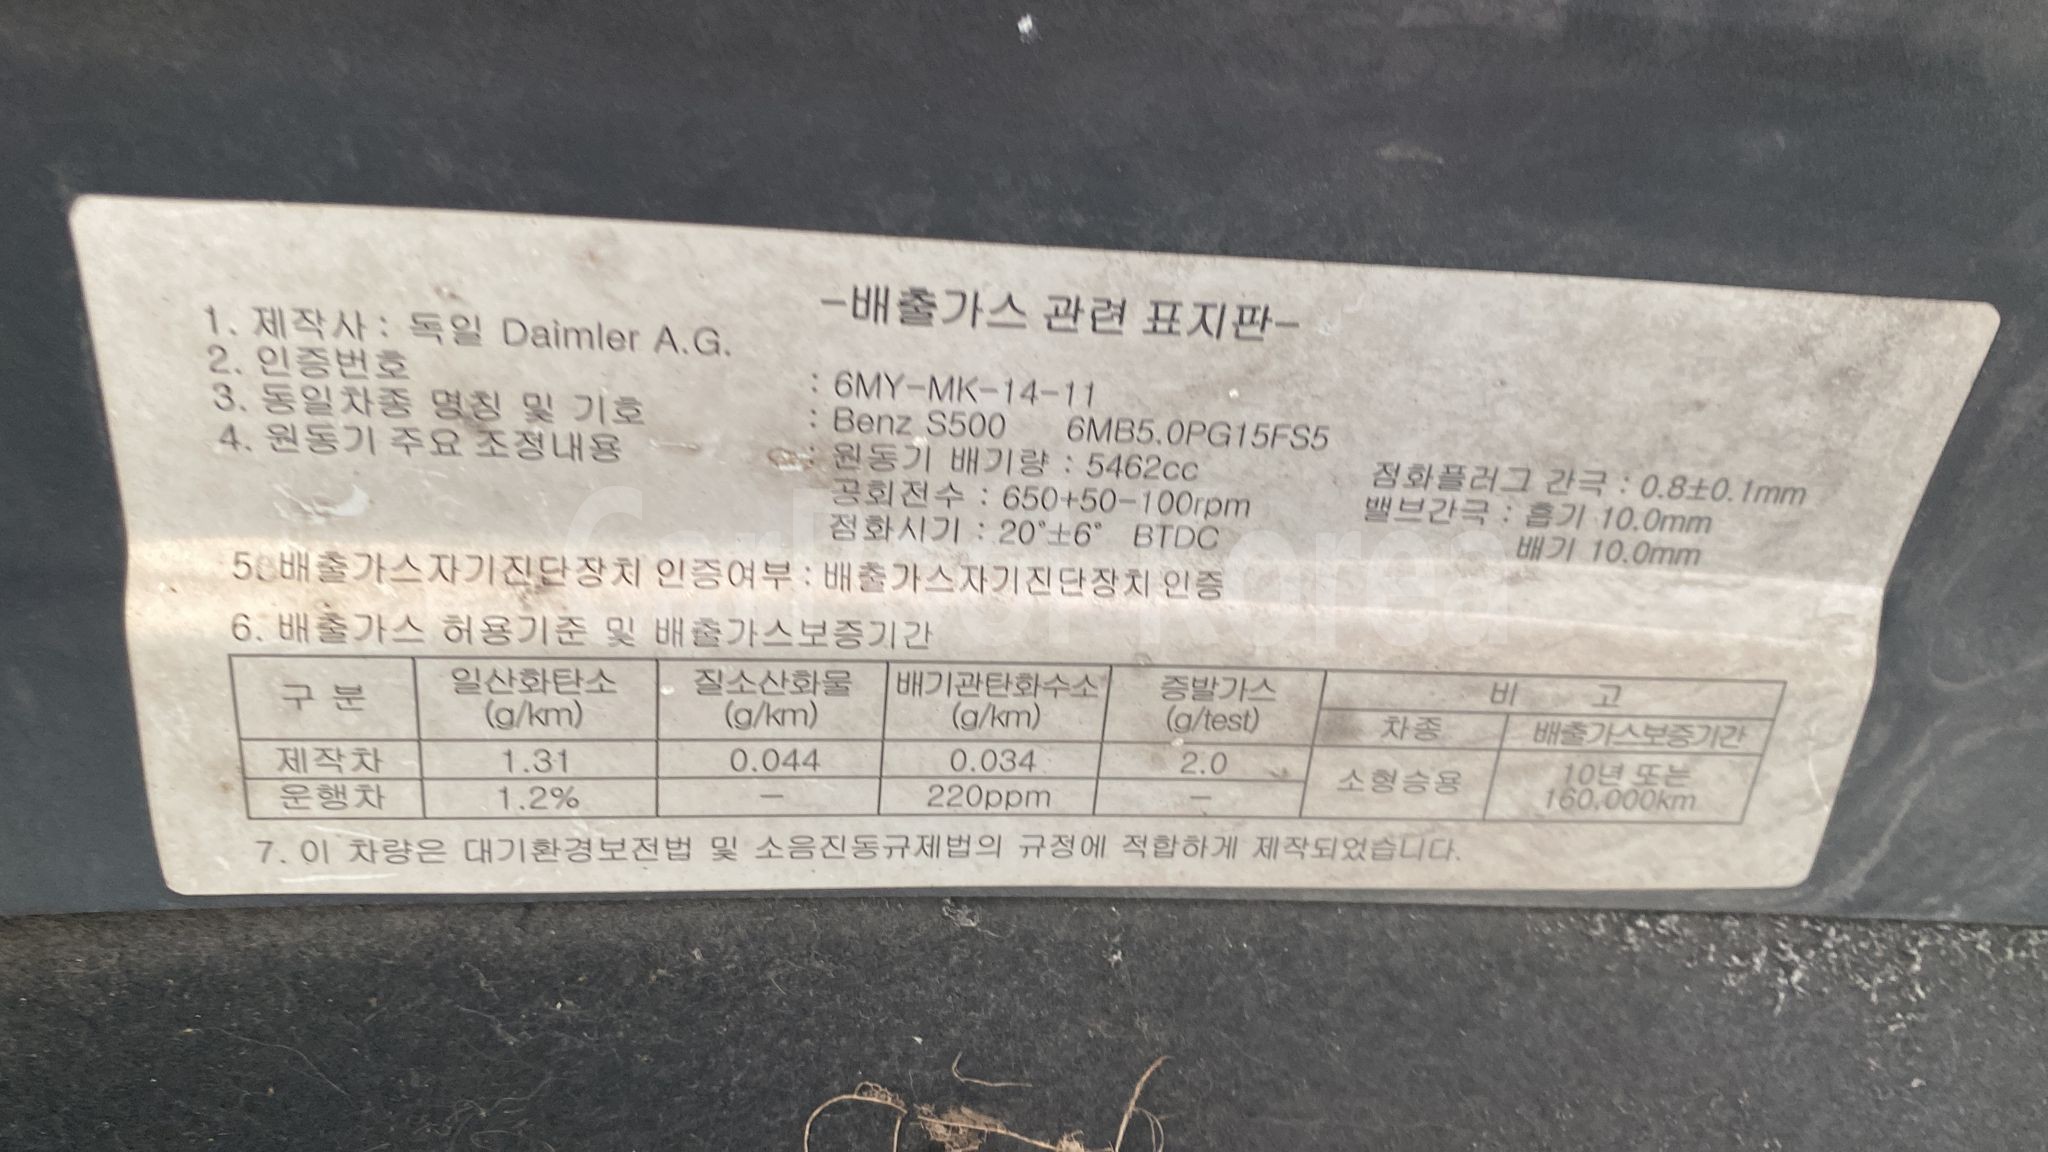 -배출가스 관련 표지판-
1. 제작사 : 독일 Daimler A.G.
2. 인증번호 : 6MY-MK-14-11
3. 동일차종 명칭 및 기호 : Benz S500 6MB5.0PG15FS5
4. 원동기 주요 조정내용 : 원동기 배기량 : 5462cc 점화플러그 간극 : 0.8±0.1mm
공회전수 : 650+50-100rpm 밸브간극 : 흡기 10.0mm
점화시기 : 20°±6° BTDC 배기 10.0mm
5. 배출가스자기진단장치 인증여부 : 배출가스자기진단장치 인증
6. 배출가스 허용기준 및 배출가스보증기간
구 분 일산화탄소 (g/km) 질소산화물 (g/km) 배기관탄화수소 (g/km) 증발가스 (g/test) 비 고
차종 배출가스보증기간
제작차 1.31 0.044 0.034 2.0 소형승용 10년 또는 160,000km
운행차 1.2% - 220ppm -
7. 이 차량은 대기환경보전법 및 소음진동규제법의 규정에 적합하게 제작되었습니다.